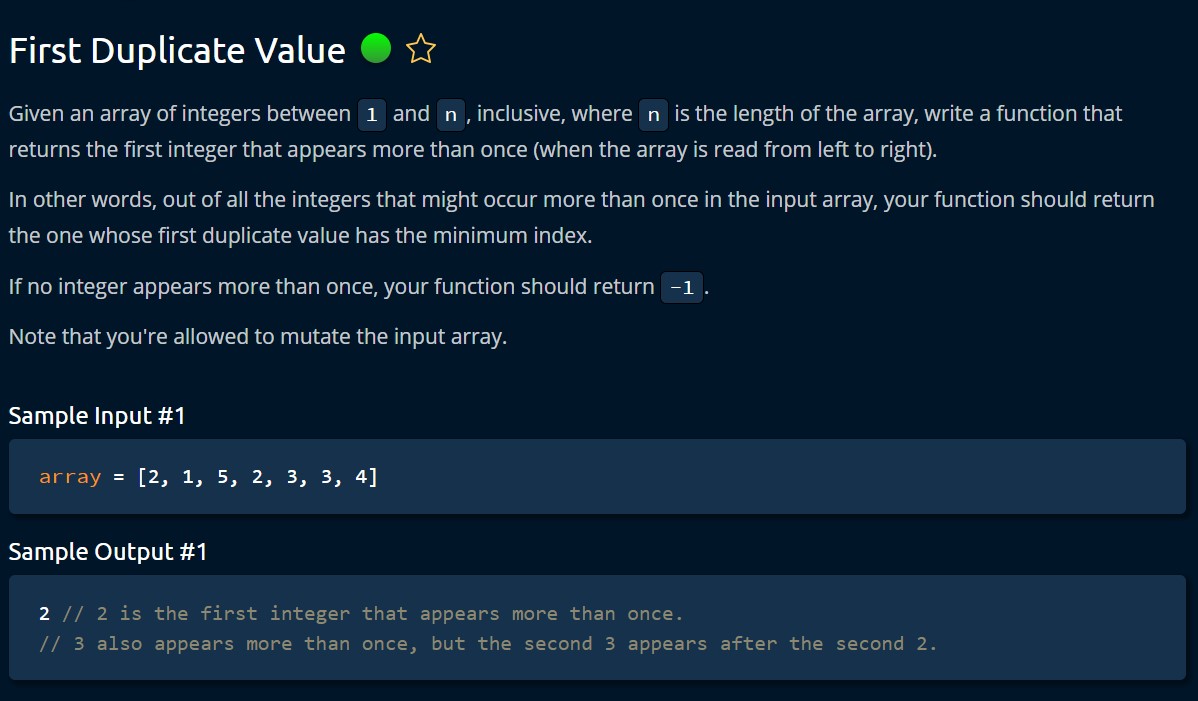 First Duplicate Value
Given an array of integers between 1 and n, inclusive, where n is the length of the array, write a function that
returns the first integer that appears more than once (when the array is read from left to right).
In other words, out of all the integers that might occur more than once in the input array, your function should return
the one whose first duplicate value has the minimum index.
If no integer appears more than once, your function should return -1.
Note that you're allowed to mutate the input array.
Sample Input #1
array = [2, 1, 5, 2, 3, 3, 4]
Sample Output #1
2 // 2 is the first integer that appears more than once.
// 3 also appears more than once, but the second 3 appears after the second 2.